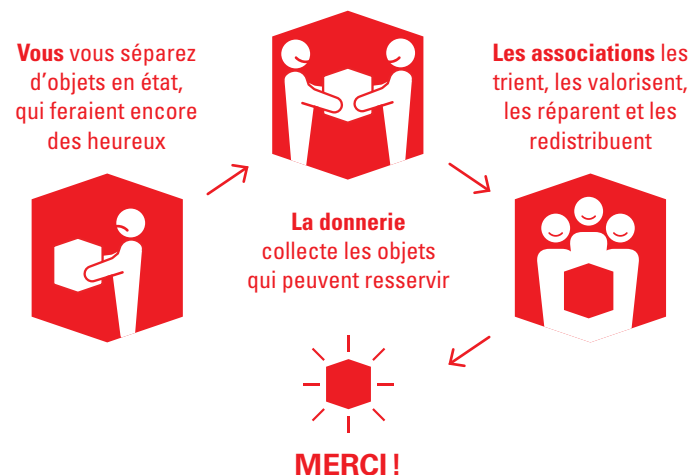 Vous vous séparez
d'objets en état,
qui feraient encore
des heureux
La donnerie
collecte les objets
qui peuvent resservir
Les associations les
trient, les valorisent,
les réparent et les
redistribuent
MERCI !